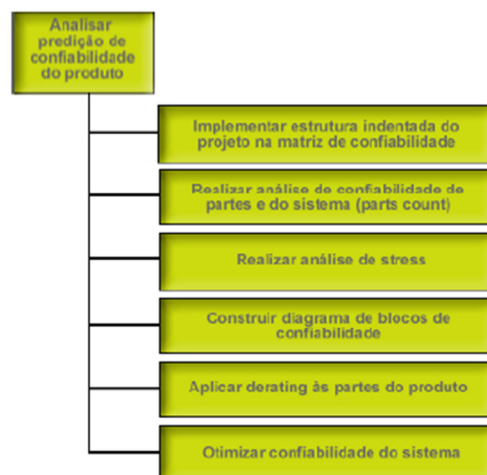 Analisar
predição de
confiabilidade
do produto
Implementar estrutura indentada do
projeto na matriz de confiabilidade
Realizar análise de confiabilidade de
partes e do sistema (parts count)
Realizar análise de stress
Construir diagrama de blocos de
confiabilidade
Aplicar derating às partes do produto
Otimizar confiabilidade do sistema